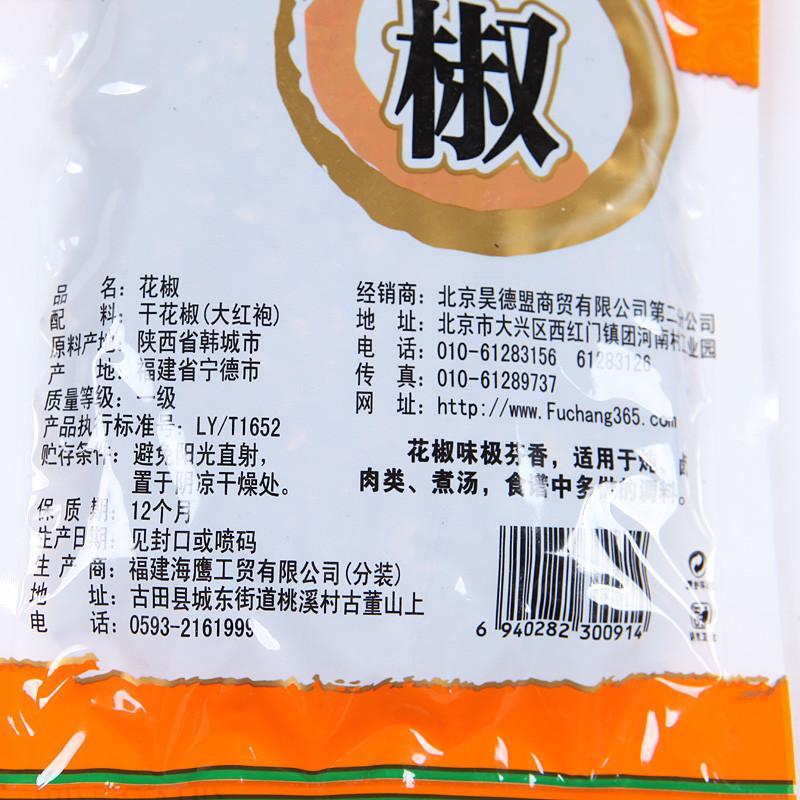 椒
品 名：花椒
配 料：干花椒(大红袍)
原料产地：陕西省韩城市
产 地：福建省宁德市
质量等级：一级
产品执行标准号：LY/T1652
贮存条件：避免阳光直射，
置于阴凉干燥处。
保 质 期：12个月
生产日期：见封口或喷码
生 产 商：福建海鹰工贸有限公司(分装)
地 址：古田县城东街道桃溪村古董山上
电 话：0593-2161999
经销商：北京昊德盟商贸有限公司第二分公司
地 址：北京市大兴区西红门镇团河南村工业园
电 话：010-61283156 61283126
传 真：010-61289737
网 址：http://www.Fuchang365.com
花椒味极芬香，适用于 、卤
肉类、煮汤，食谱中多 的调料。
6 940282 300914